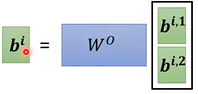 b^{i,1}
b^i = W^O
b^{i,2}